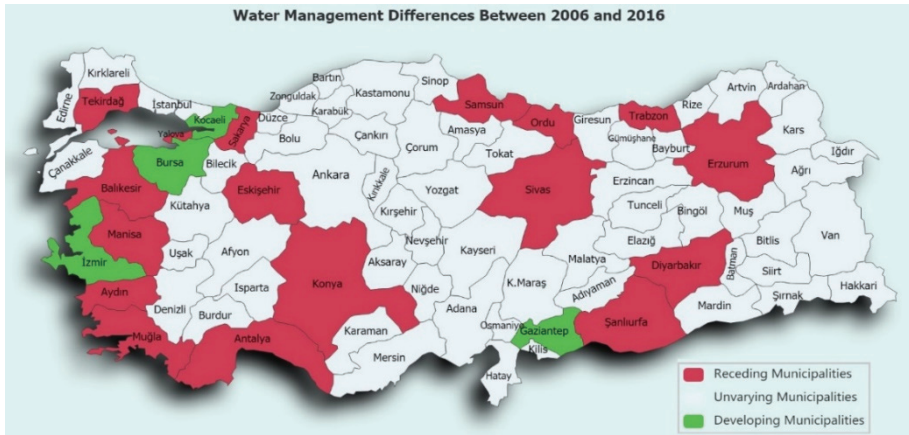 Water Management Differences Between 2006 and 2016
Kırklareli
Edirne
Tekirdağ
İstanbul
Kocaeli
Yalova
Sakarya
Düzce
Zonguldak
Bartın
Karabük
Kastamonu
Sinop
Samsun
Ordu
Giresun
Trabzon
Rize
Artvin
Ardahan
Çanakkale
Bursa
Bilecik
Bolu
Çankırı
Çorum
Amasya
Tokat
Gümüşhane
Bayburt
Erzurum
Kars
Iğdır
Ağrı
Balıkesir
Kütahya
Eskişehir
Ankara
Kırıkkale
Yozgat
Sivas
Erzincan
Tunceli
Bingöl
Muş
Manisa
Kırşehir
Nevşehir
Kayseri
Malatya
Elazığ
Diyarbakır
Batman
Bitlis
Van
İzmir
Uşak
Afyon
Aksaray
Siirt
Hakkari
Aydın
Denizli
Isparta
Burdur
Konya
Niğde
Adana
K.Maraş
Adıyaman
Mardin
Şırnak
Muğla
Antalya
Karaman
Mersin
Osmaniye
Gaziantep
Kilis
Şanlıurfa
Hatay
Receding Municipalities
Unvarying Municipalities
Developing Municipalities